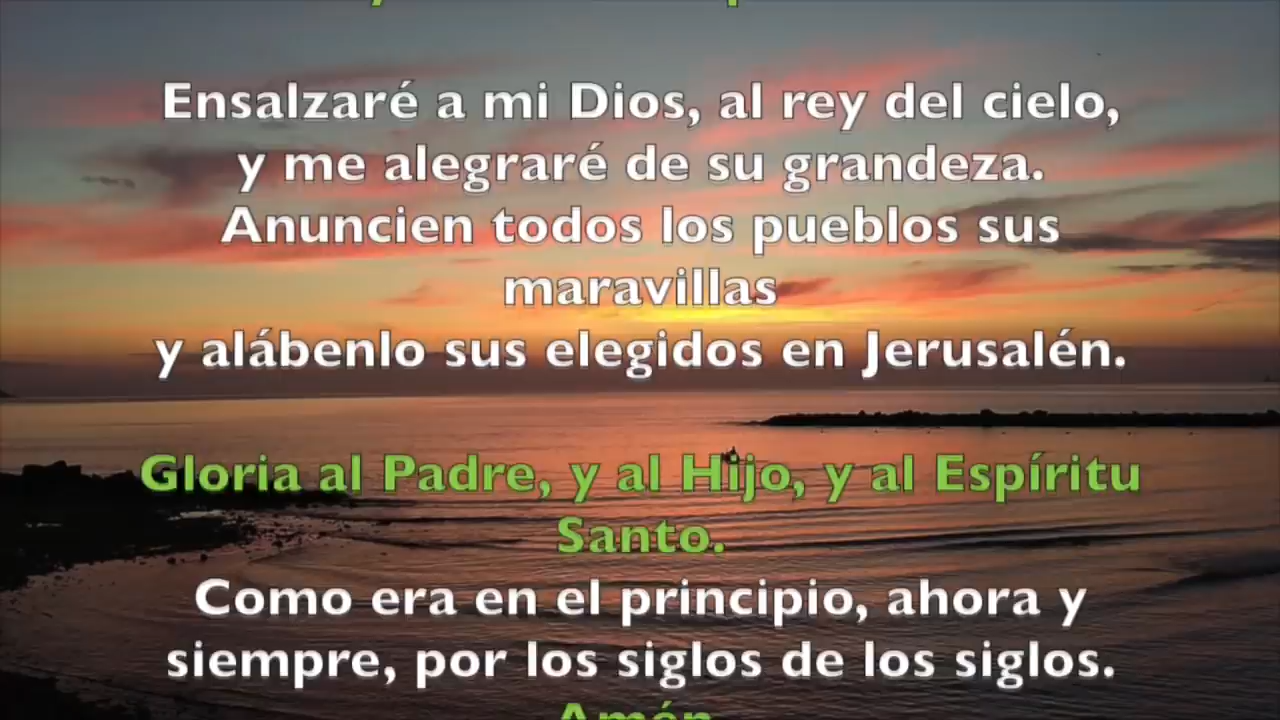 Ensalzaré a mi Dios, al rey del cielo,
y me alegraré de su grandeza.
Anuncien todos los pueblos sus
maravillas
y alábenlo sus elegidos en Jerusalén.
Gloria al Padre, y al Hijo, y al Espíritu
Santo.
Como era en el principio, ahora y
siempre, por los siglos de los siglos.
Amén.